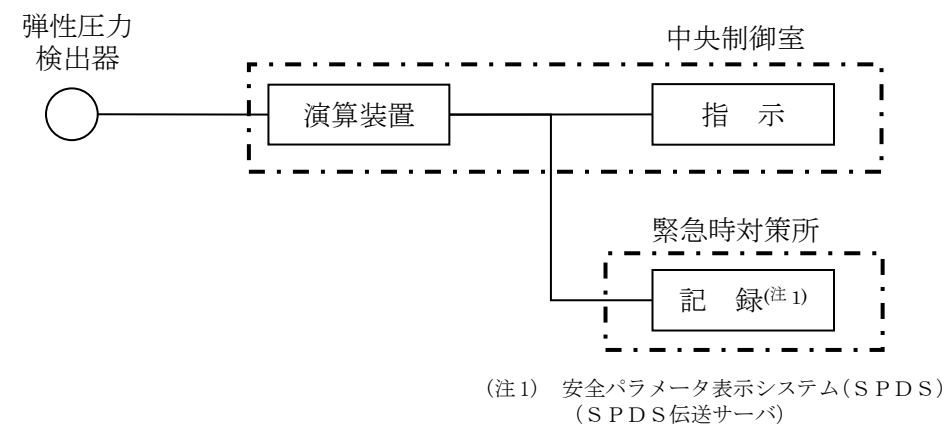 弾性圧力
検出器
中央制御室
演算装置
指　示
緊急時対策所
記　録(注1)
(注1)　安全パラメータ表示システム(ＳＰＤＳ)
(ＳＰＤＳ伝送サーバ)